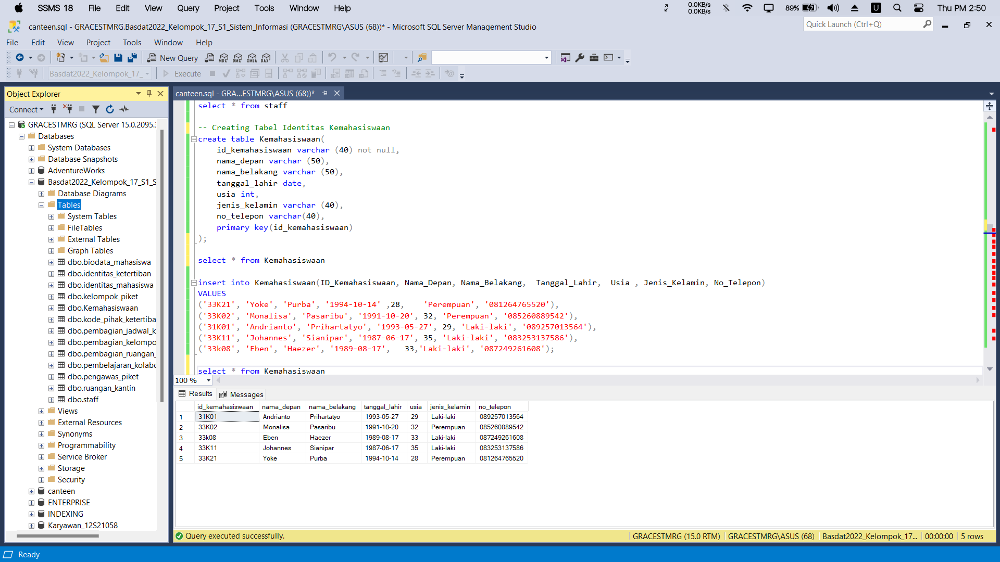 SSMS 18 File Edit View Query Project Tools Window Help 0.0KB/s 0.0KB/s 89% U Thu PM 2:50
canteen.sql - GRACESTMRG.Basdat2022_Kelompok_17_S1_Sistem_Informasi (GRACESTMRG\ASUS (68))* - Microsoft SQL Server Management Studio
Quick Launch (Ctrl+Q)
File Edit View Project Tools Window Help
New Query MDX DMX XMLA DAX
Basdat2022_Kelompok_17_ Execute
Object Explorer
Connect
GRACESTMRG (SQL Server 15.0.2095.3
Databases
System Databases
Database Snapshots
AdventureWorks
Basdat2022_Kelompok_17_S1_S
Database Diagrams
Tables
System Tables
FileTables
External Tables
Graph Tables
dbo.biodata_mahasiswa
dbo.identitas_ketertiban
dbo.identitas_mahasiswa
dbo.kelompok_piket
dbo.Kemahasiswaan
dbo.kode_pihak_ketertiba
dbo.pembagian_jadwal_k
dbo.pembagian_kelompo
dbo.pembagian_ruangan_
dbo.pembelajaran_kolabo
dbo.pengawas_piket
dbo.ruangan_kantin
dbo.staff
Views
External Resources
Synonyms
Programmability
Service Broker
Storage
Security
canteen
ENTERPRISE
INDEXING
Karyawan_12S21058
canteen.sql - GRA...ESTMRG\ASUS (68))*
select * from staff
-- Creating Tabel Identitas Kemahasiswaan
create table Kemahasiswaan(
id_kemahasiswaan varchar (40) not null,
nama_depan varchar (50),
nama_belakang varchar (50),
tanggal_lahir date,
usia int,
jenis_kelamin varchar (40),
no_telepon varchar(40),
primary key(id_kemahasiswaan)
);
select * from Kemahasiswaan
insert into Kemahasiswaan(ID_Kemahasiswaan, Nama_Depan, Nama_Belakang,  Tanggal_Lahir,  Usia , Jenis_Kelamin, No_Telepon)
VALUES
('33K21', 'Yoke', 'Purba', '1994-10-14' ,28,    'Perempuan', '081264765520'),
('33K02', 'Monalisa', 'Pasaribu', '1991-10-20', 32, 'Perempuan', '085260889542'),
('31K01', 'Andrianto', 'Prihartatyo', '1993-05-27', 29, 'Laki-laki', '089257013564'),
('33K11', 'Johannes', 'Sianipar', '1987-06-17', 35, 'Laki-laki', '083253137586'),
('33k08', 'Eben', 'Haezer', '1989-08-17',   33,'Laki-laki', '087249261608');
select * from Kemahasiswaan
100 %
Results Messages
id_kemahasiswaan nama_depan nama_belakang tanggal_lahir usia jenis_kelamin no_telepon
1 31K01 Andrianto Prihartatyo 1993-05-27 29 Laki-laki 089257013564
2 33K02 Monalisa Pasaribu 1991-10-20 32 Perempuan 085260889542
3 33k08 Eben Haezer 1989-08-17 33 Laki-laki 087249261608
4 33K11 Johannes Sianipar 1987-06-17 35 Laki-laki 083253137586
5 33K21 Yoke Purba 1994-10-14 28 Perempuan 081264765520
Query executed successfully. GRACESTMRG (15.0 RTM) GRACESTMRG\ASUS (68) Basdat2022_Kelompok_17... 00:00:00 5 rows
Ready